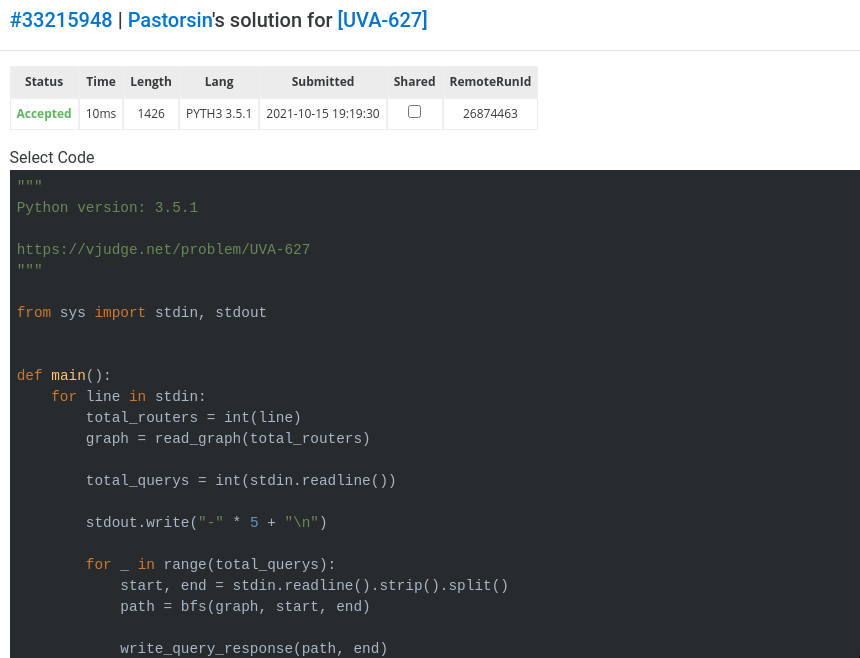 #33215948 | Pastorsin's solution for [UVA-627]
Status Time Length Lang Submitted Shared RemoteRunId
Accepted 10ms 1426 PYTH3 3.5.1 2021-10-15 19:19:30 26874463
Select Code
"""
Python version: 3.5.1
https://vjudge.net/problem/UVA-627
"""
from sys import stdin, stdout
def main():
    for line in stdin:
        total_routers = int(line)
        graph = read_graph(total_routers)
        total_querys = int(stdin.readline())
        stdout.write("-" * 5 + "\n")
        for _ in range(total_querys):
            start, end = stdin.readline().strip().split()
            path = bfs(graph, start, end)
            write_query_response(path, end)